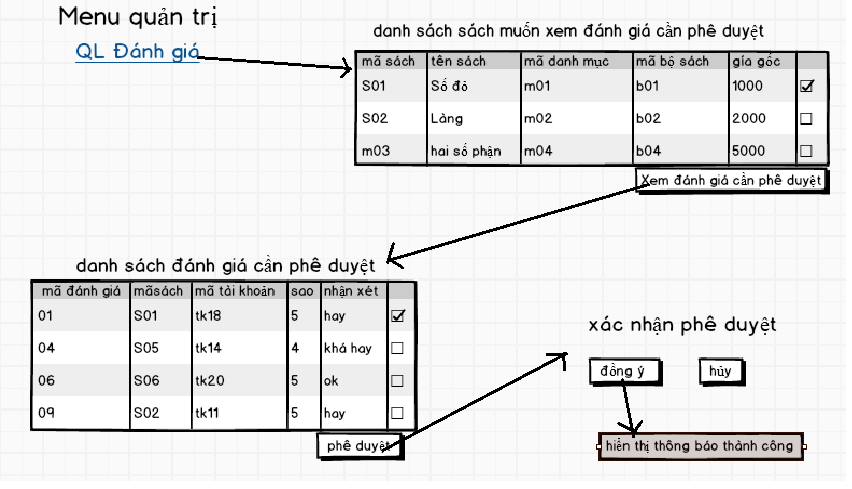 Menu quản trị
QL Đánh giá
danh sách sách muốn xem đánh giá cần phê duyệt
mã sách tên sách mã danh mục mã bộ sách gía gốc
S01 Số đỏ m01 b01 1000
S02 Làng m02 b02 2000
m03 hai số phận m04 b04 5000
Xem đánh giá cần phê duyệt
danh sách đánh giá cần phê duyệt
mã đánh giá mãsách mã tài khoản sao nhận xét
01 S01 tk18 5 hay
04 S05 tk14 4 khá hay
06 S06 tk20 5 ok
09 S02 tk11 5 hay
phê duyệt
xác nhận phê duyệt
đồng ý hủy
hiển thị thông báo thành công